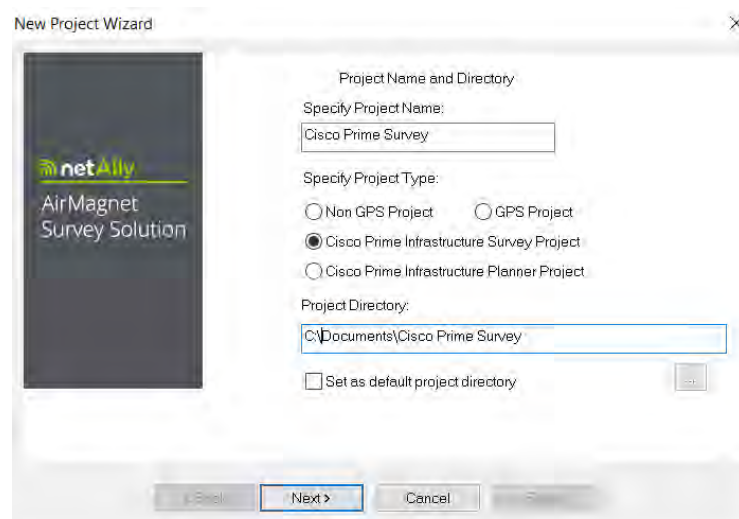 New Project Wizard
netAlly
AirMagnet
Survey Solution
Project Name and Directory
Specify Project Name:
Cisco Prime Survey
Specify Project Type:
Non GPS Project GPS Project
Cisco Prime Infrastructure Survey Project
Cisco Prime Infrastructure Planner Project
Project Directory:
C:\Documents\Cisco Prime Survey
Set as default project directory
...
Next >
Cancel